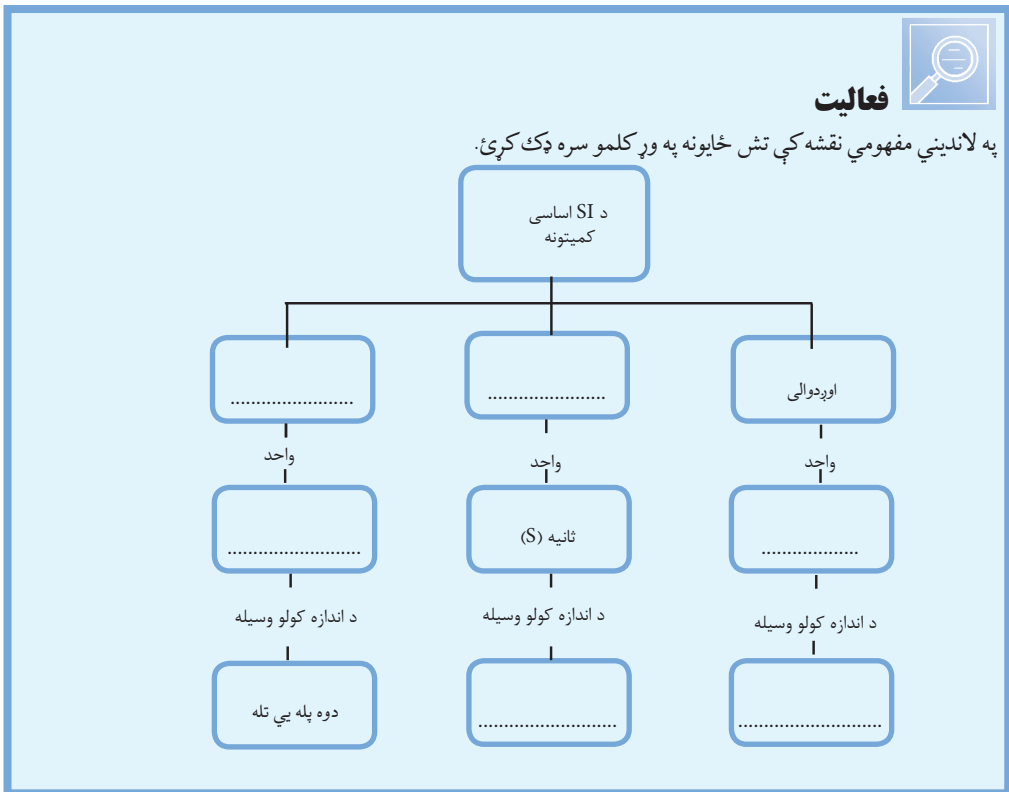 فعالیت
په لاندیني مفهومي نقشه کې تش ځایونه په وړ کلمو سره ډک کړئ.
د SI اساسی
کمیتونه
اوږدوالی
.......................
........................
واحد
واحد
واحد
...................
ثانیه (S)
..........................
د اندازه کولو وسیله
د اندازه کولو وسیله
د اندازه کولو وسیله
............................
...........................
دوه پله یي تله